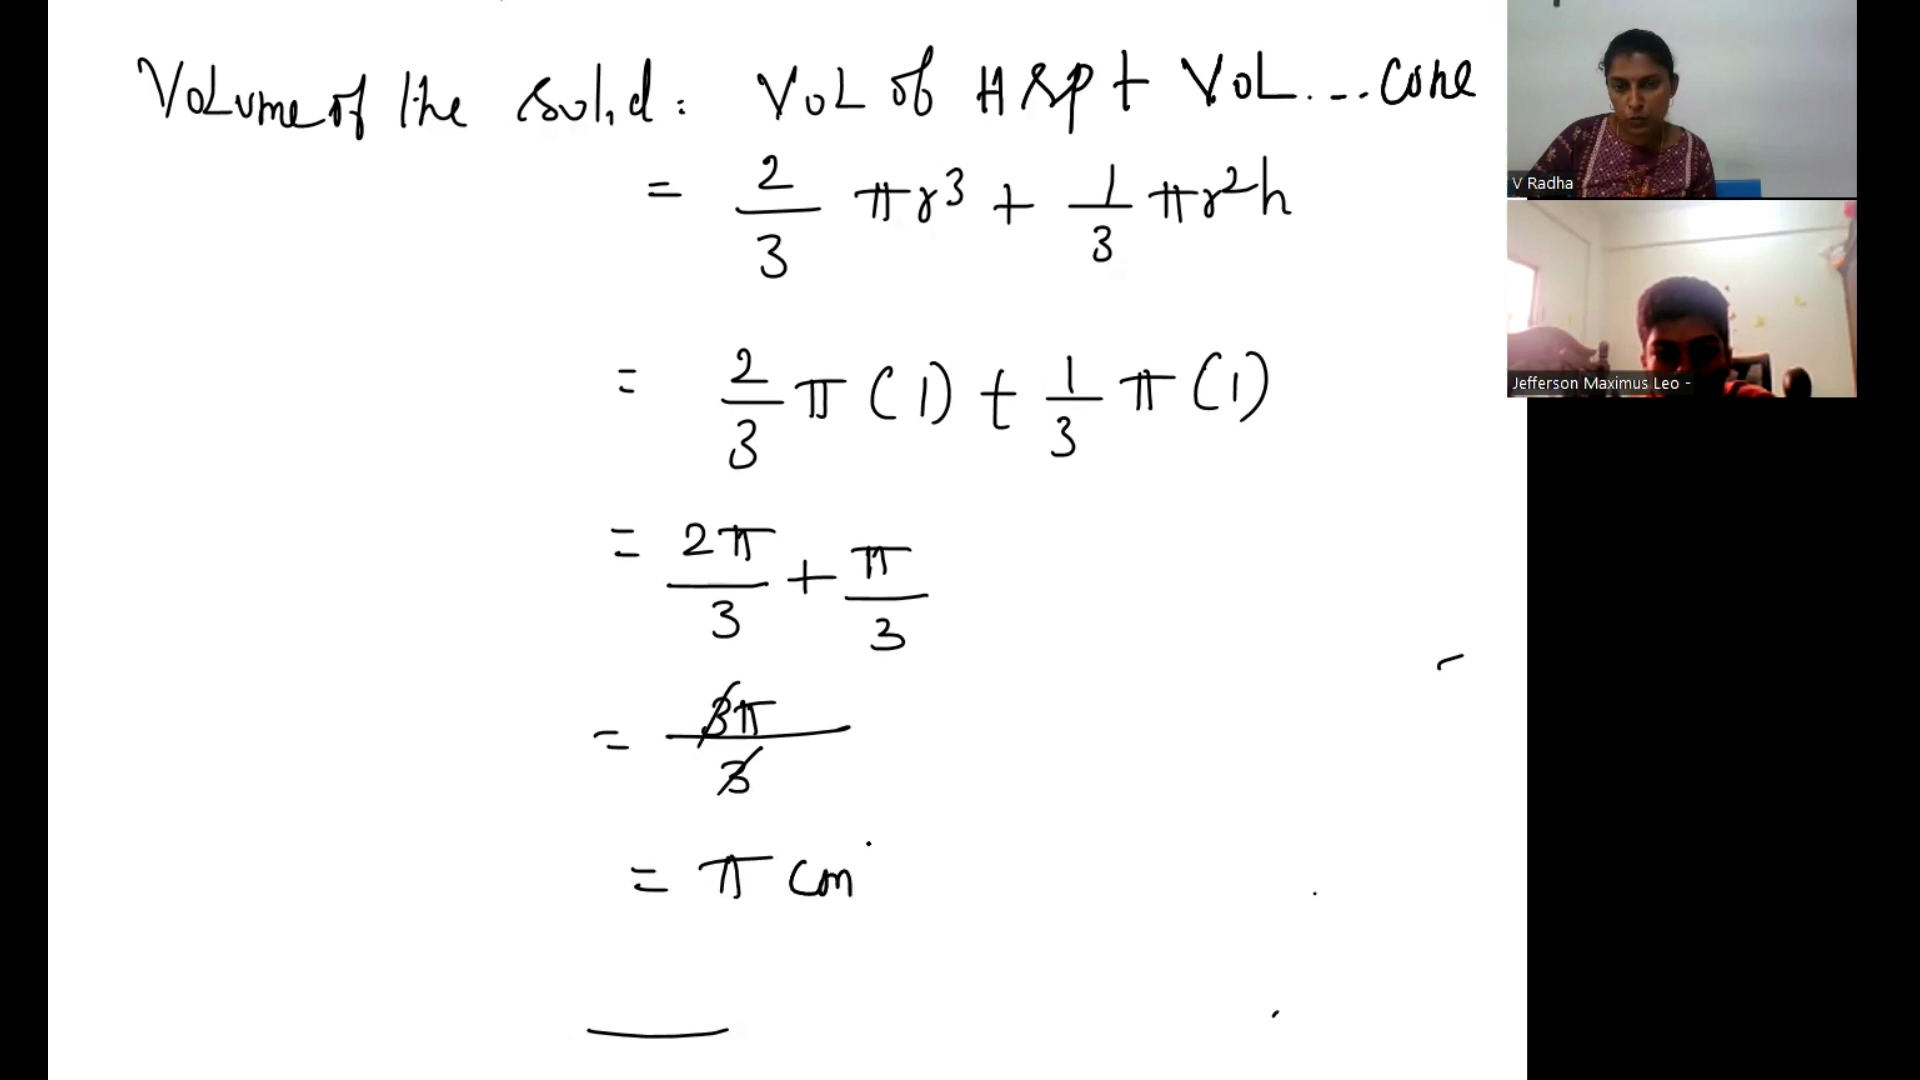 Volume of the solid : Vol of H Sp + Vol... cone
= 2/3 πr³ + 1/3 πr²h
= 2/3 π (1) + 1/3 π (1)
= 2π/3 + π/3
= 3π/3
= π cm
V Radha
Jefferson Maximus Leo -